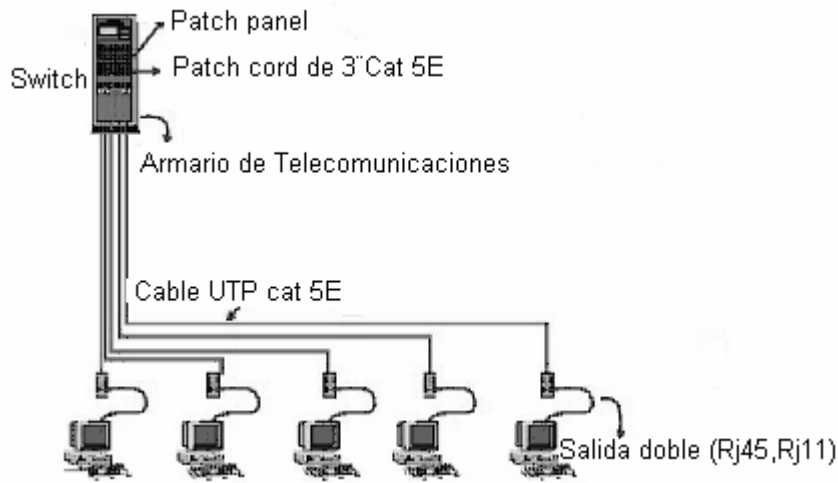 Patch panel
Patch cord de 3¨Cat 5E
Switch
Armario de Telecomunicaciones
Cable UTP cat 5E
Salida doble (Rj45,Rj11)